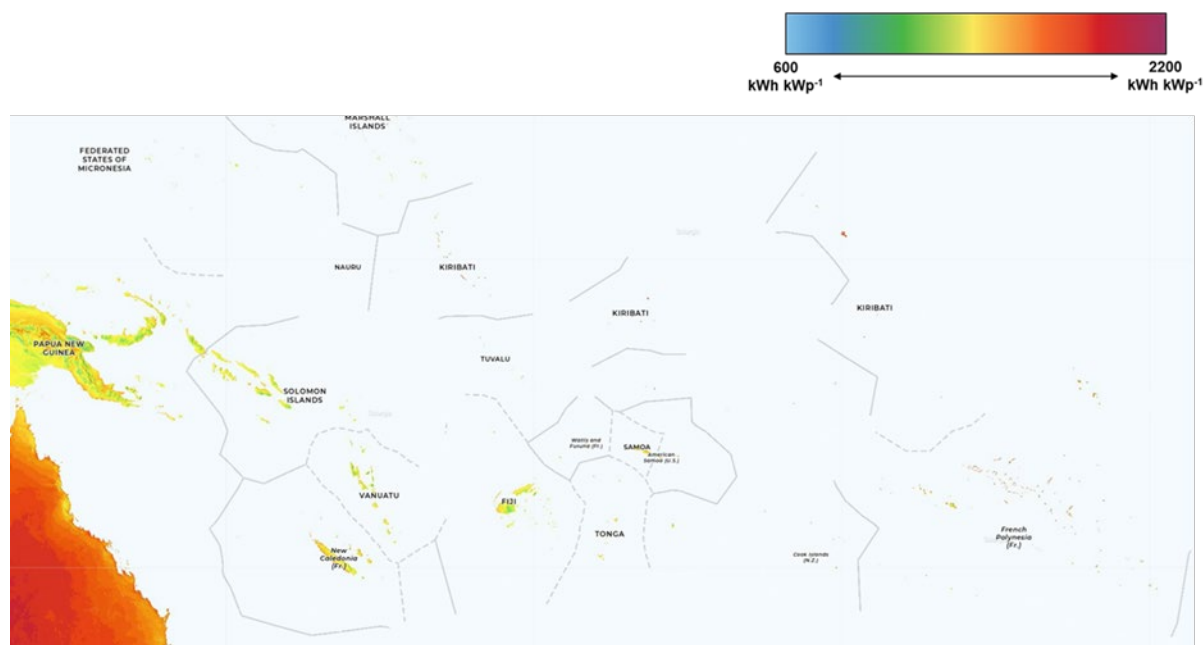 600
kWh kWp⁻¹
2200
kWh kWp⁻¹
MARSHALL
ISLANDS
FEDERATED
STATES OF
MICRONESIA
NAURU
KIRIBATI
KIRIBATI
KIRIBATI
PAPUA NEW
GUINEA
TUVALU
SOLOMON
ISLANDS
Wallis and
Futuna (Fr.)
SAMOA
American
Samoa (U.S.)
VANUATU
FIJI
TONGA
New
Caledonia
(Fr.)
Cook Islands
(N.Z.)
French
Polynesia
(Fr.)